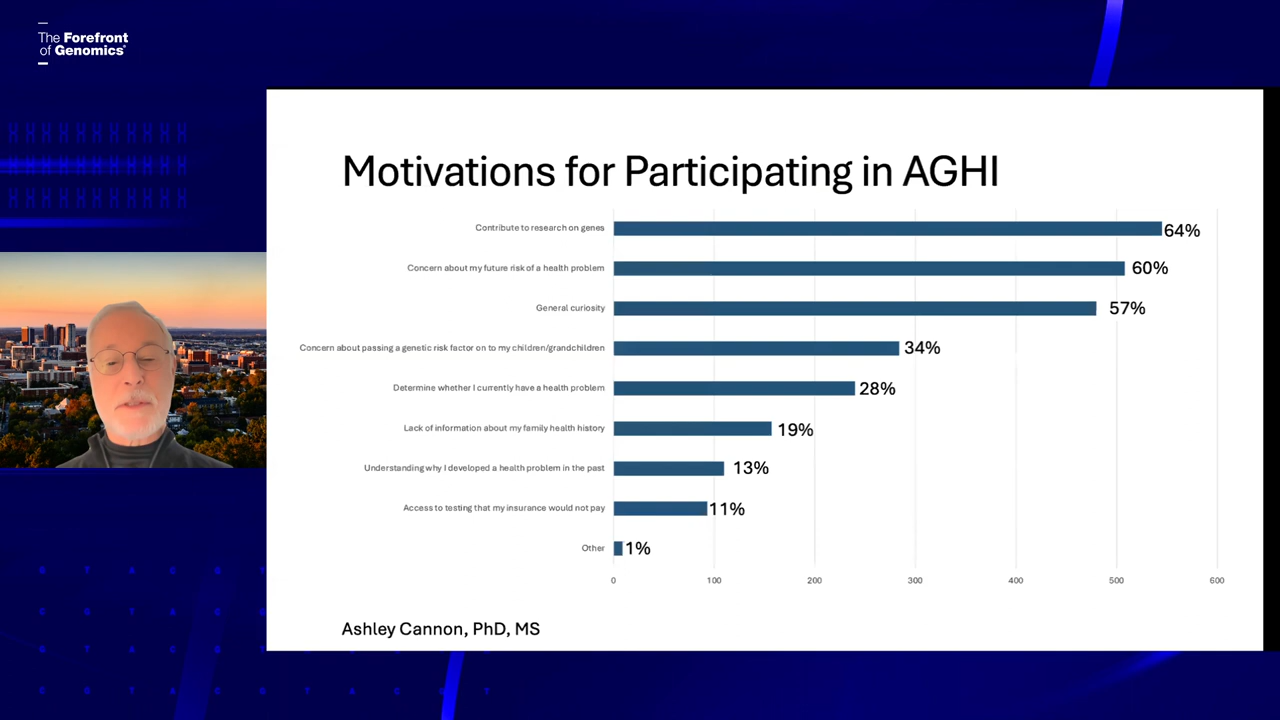 The Forefront
of Genomics®
Motivations for Participating in AGHI
Contribute to research on genes
64%
Concern about my future risk of a health problem
60%
General curiosity
57%
Concern about passing a genetic risk factor on to my children/grandchildren
34%
Determine whether I currently have a health problem
28%
Lack of information about my family health history
19%
Understanding why I developed a health problem in the past
13%
Access to testing that my insurance would not pay
11%
Other
1%
0 100 200 300 400 500 600
Ashley Cannon, PhD, MS